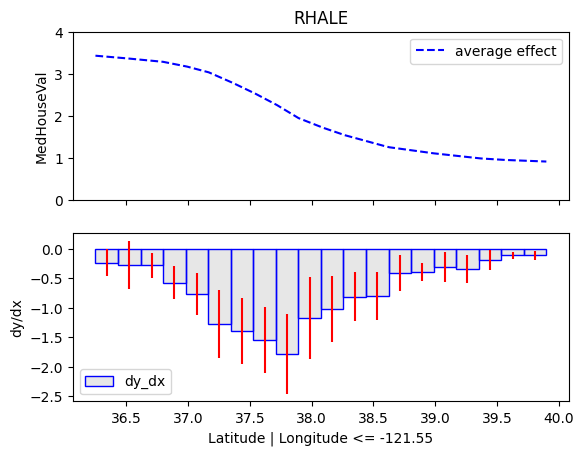 RHALE
4
3
2
1
0
MedHouseVal
average effect
0.0
−0.5
−1.0
−1.5
−2.0
−2.5
dy/dx
dy_dx
36.5 37.0 37.5 38.0 38.5 39.0 39.5 40.0
Latitude | Longitude <= -121.55